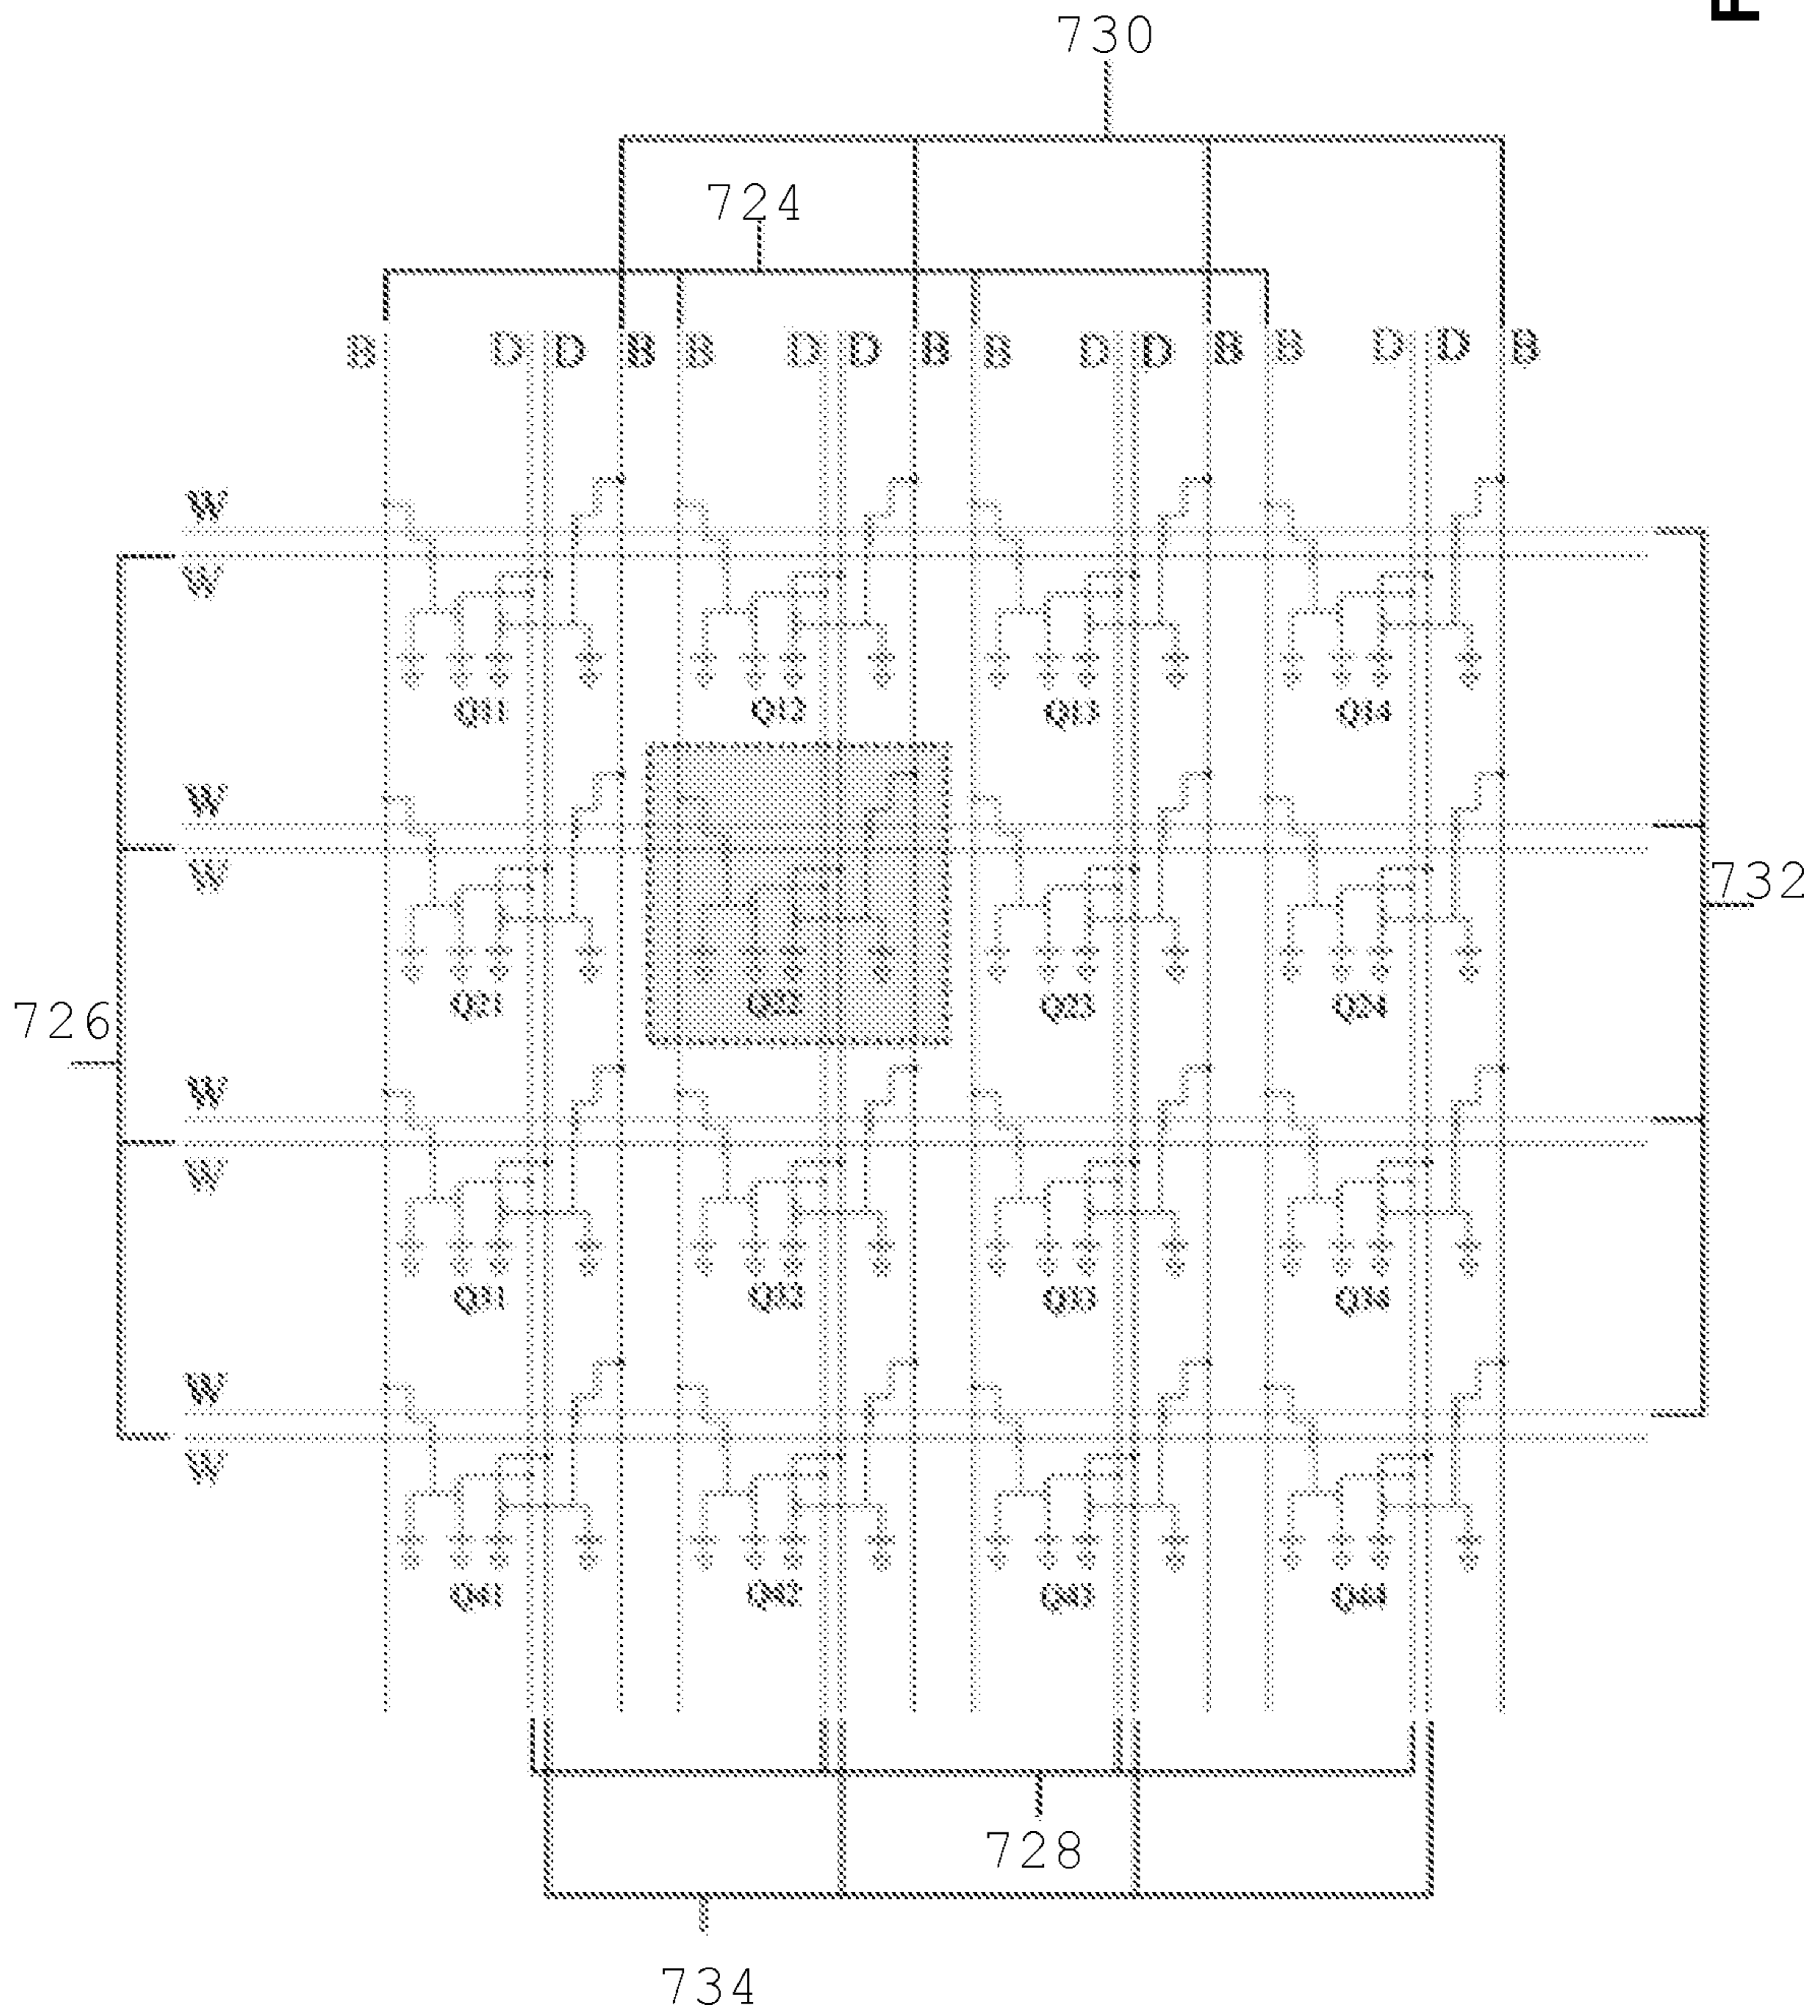 F
730
724
B D D B B D D B B D D B B D D B
W
W
Q11 Q12 Q13 Q14
W
W
732
Q21 Q22 Q23 Q24
726
W
W
Q31 Q32 Q33 Q34
W
W
Q41 Q42 Q43 Q44
728
734